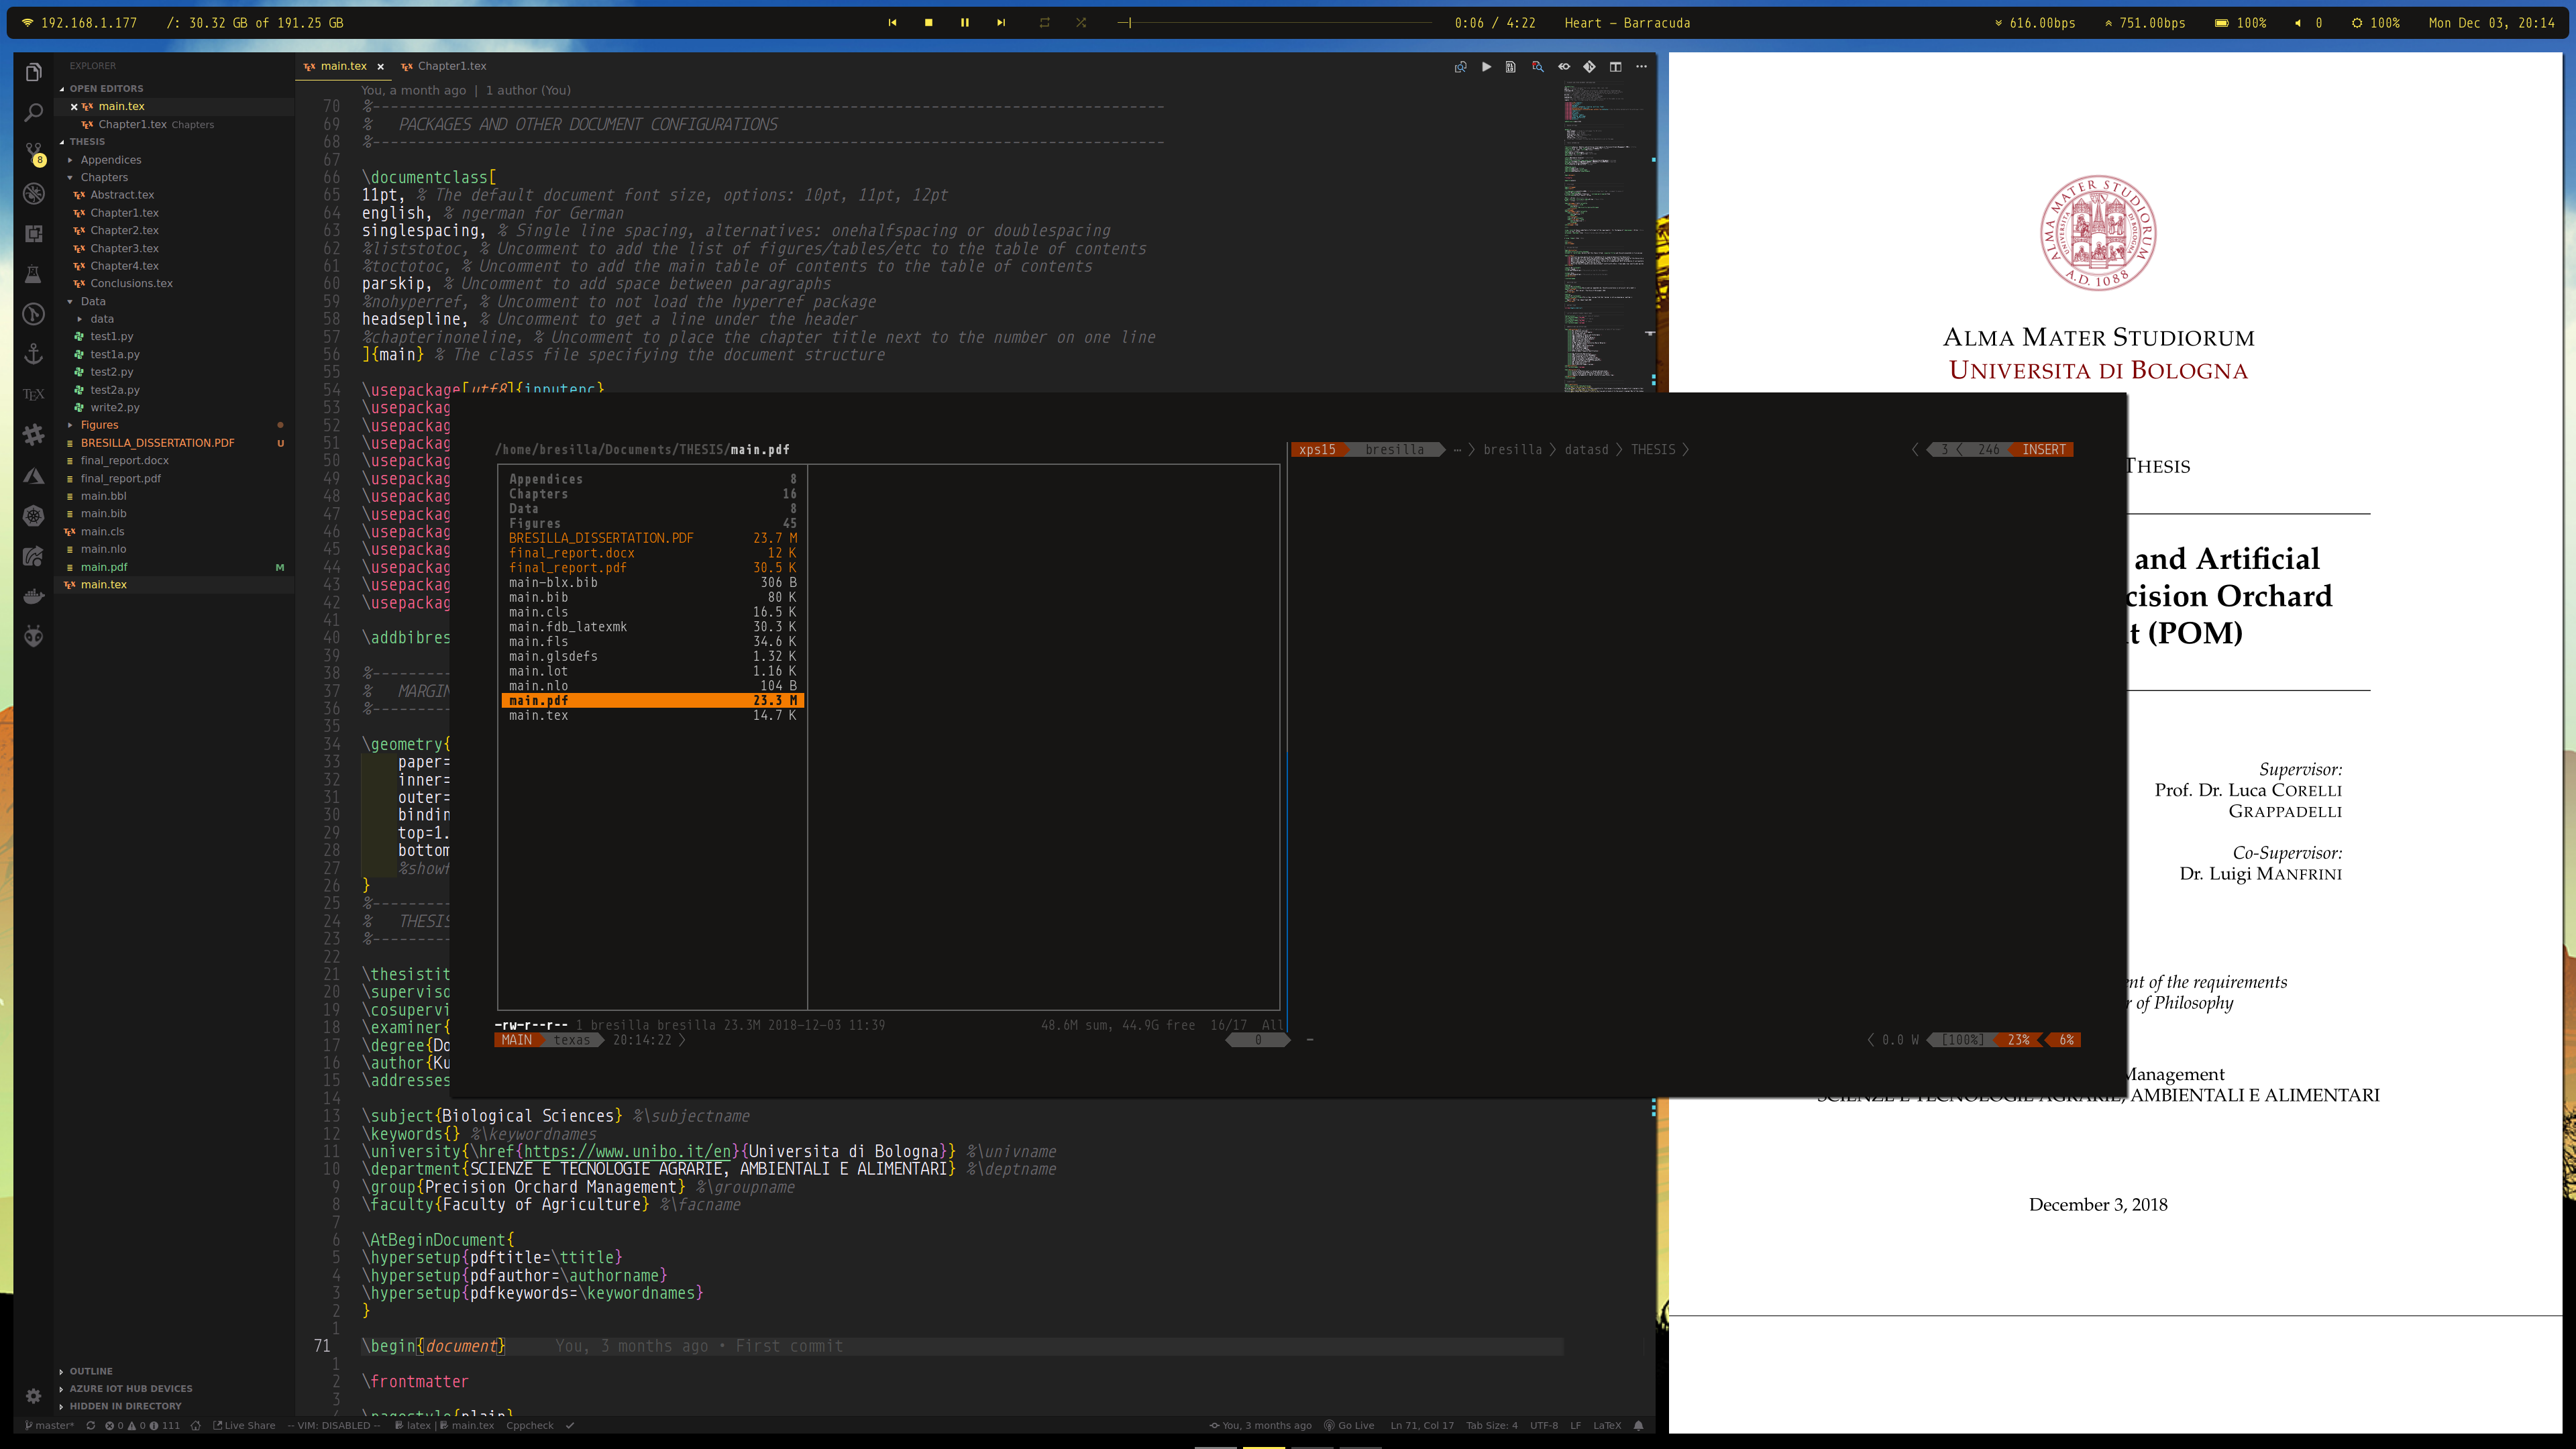 192.168.1.177 /: 30.32 GB of 191.25 GB 0:06 / 4:22 Heart - Barracuda 616.00bps 751.00bps 100% 0 100% Mon Dec 03, 20:14
EXPLORER
OPEN EDITORS
main.tex
Chapter1.tex Chapters
THESIS
Appendices
Chapters
Abstract.tex
Chapter1.tex
Chapter2.tex
Chapter3.tex
Chapter4.tex
Conclusions.tex
Data
data
test1.py
test1a.py
test2.py
test2a.py
write2.py
Figures
BRESILLA_DISSERTATION.PDF U
final_report.docx
final_report.pdf
main.bbl
main.bib
main.cls
main.nlo
main.pdf M
main.tex
OUTLINE
AZURE IOT HUB DEVICES
HIDDEN IN DIRECTORY
8
TEX
main.tex Chapter1.tex
You, a month ago | 1 author (You)
70 %----------------------------------------------------------------------------------------
69 % PACKAGES AND OTHER DOCUMENT CONFIGURATIONS
68 %----------------------------------------------------------------------------------------
67
66 \documentclass[
65 11pt, % The default document font size, options: 10pt, 11pt, 12pt
64 english, % ngerman for German
63 singlespacing, % Single line spacing, alternatives: onehalfspacing or doublespacing
62 %liststotoc, % Uncomment to add the list of figures/tables/etc to the table of contents
61 %toctotoc, % Uncomment to add the main table of contents to the table of contents
60 parskip, % Uncomment to add space between paragraphs
59 %nohyperref, % Uncomment to not load the hyperref package
58 headsepline, % Uncomment to get a line under the header
57 %chapterinoneline, % Uncomment to place the chapter title next to the number on one line
56 ]{main} % The class file specifying the document structure
55
54 \usepackage[utf8]{inputenc}
53 \usepackag
52 \usepackag
51 \usepackag
50 \usepackag
49 \usepackag
48 \usepackag
47 \usepackag
46 \usepackag
45 \usepackag
44 \usepackag
43 \usepackag
42 \usepackag
41
40 \addbibres
39
38 %--------
37 % MARGIN
36 %--------
35
34 \geometry{
33 paper=
32 inner=
31 outer=
30 bindin
29 top=1.
28 bottom
27 %showf
26 }
25 %--------
24 % THESIS
23 %--------
22
21 \thesistit
20 \superviso
19 \cosupervi
18 \examiner{
17 \degree{Do
16 \author{Ku
15 \addresses
14
13 \subject{Biological Sciences} %\subjectname
12 \keywords{} %\keywordnames
11 \university{\href{https://www.unibo.it/en}{Universita di Bologna}} %\univname
10 \department{SCIENZE E TECNOLOGIE AGRARIE, AMBIENTALI E ALIMENTARI} %\deptname
9 \group{Precision Orchard Management} %\groupname
8 \faculty{Faculty of Agriculture} %\facname
7
6 \AtBeginDocument{
5 \hypersetup{pdftitle=\ttitle}
4 \hypersetup{pdfauthor=\authorname}
3 \hypersetup{pdfkeywords=\keywordnames}
2 }
1
71 \begin{document} You, 3 months ago • First commit
1
2 \frontmatter
3
\pagestyle{plain}
/home/bresilla/Documents/THESIS/main.pdf
Appendices 8
Chapters 16
Data 8
Figures 45
BRESILLA_DISSERTATION.PDF 23.7 M
final_report.docx 12 K
final_report.pdf 30.5 K
main-blx.bib 306 B
main.bib 80 K
main.cls 16.5 K
main.fdb_latexmk 30.3 K
main.fls 34.6 K
main.glsdefs 1.32 K
main.lot 1.16 K
main.nlo 104 B
main.pdf 23.3 M
main.tex 14.7 K
-rw-r--r-- 1 bresilla bresilla 23.3M 2018-12-03 11:39 48.6M sum, 44.9G free 16/17 All
MAIN texas 20:14:22 0 - 0.0 W [100%] 23% 6%
xps15 bresilla … bresilla datasd THESIS 3 246 INSERT
ALMA MATER STUDIORUM
UNIVERSITA DI BOLOGNA
A.D. 1088
ALMA MATER STUDIORUM
UNIVERSITA DI BOLOGNA
THESIS
and Artificial
cision Orchard
t (POM)
Supervisor:
Prof. Dr. Luca CORELLI
GRAPPADELLI
Co-Supervisor:
Dr. Luigi MANFRINI
nt of the requirements
r of Philosophy
Management
SCIENZE E TECNOLOGIE AGRARIE, AMBIENTALI E ALIMENTARI
December 3, 2018
master* 0 0 111 Live Share -- VIM: DISABLED -- latex | main.tex Cppcheck You, 3 months ago Go Live Ln 71, Col 17 Tab Size: 4 UTF-8 LF LaTeX